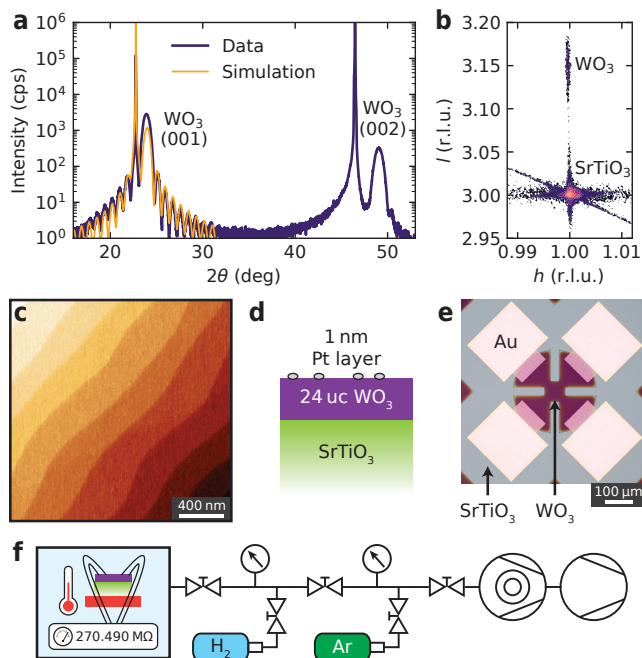 a
10⁶
10⁵
10⁴
10³
10²
10¹
10⁰
Intensity (cps)
Data
Simulation
WO₃
(001)
WO₃
(002)
20
30
40
50
2θ (deg)
b
3.20
3.15
3.10
3.05
3.00
2.95
l (r.l.u.)
WO₃
SrTiO₃
0.99
1.00
1.01
h (r.l.u.)
c
400 nm
d
1 nm
Pt layer
24 uc WO₃
SrTiO₃
e
Au
100 µm
SrTiO₃
WO₃
f
270.490 MΩ
H₂
Ar